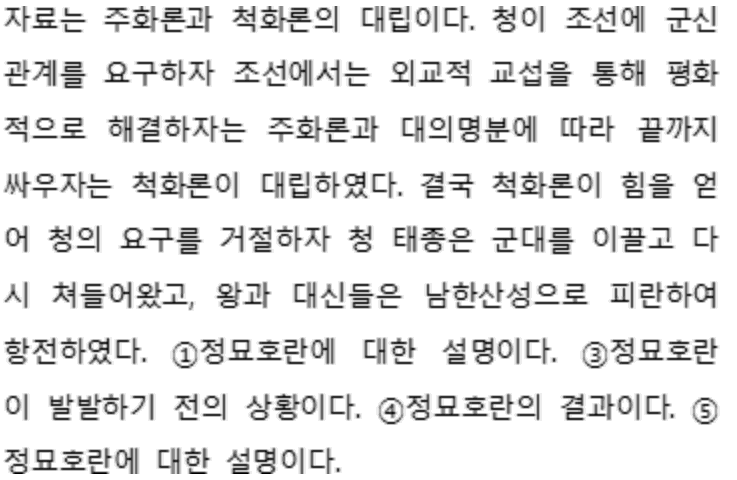 자료는 주화론과 척화론의 대립이다. 청이 조선에 군신
관계를 요구하자 조선에서는 외교적 교섭을 통해 평화
적으로 해결하자는 주화론과 대의명분에 따라 끝까지
싸우자는 척화론이 대립하였다. 결국 척화론이 힘을 얻
어 청의 요구를 거절하자 청 태종은 군대를 이끌고 다
시 쳐들어왔고, 왕과 대신들은 남한산성으로 피란하여
항전하였다. ①정묘호란에 대한 설명이다. ③정묘호란
이 발발하기 전의 상황이다. ④정묘호란의 결과이다. ⑤
정묘호란에 대한 설명이다.